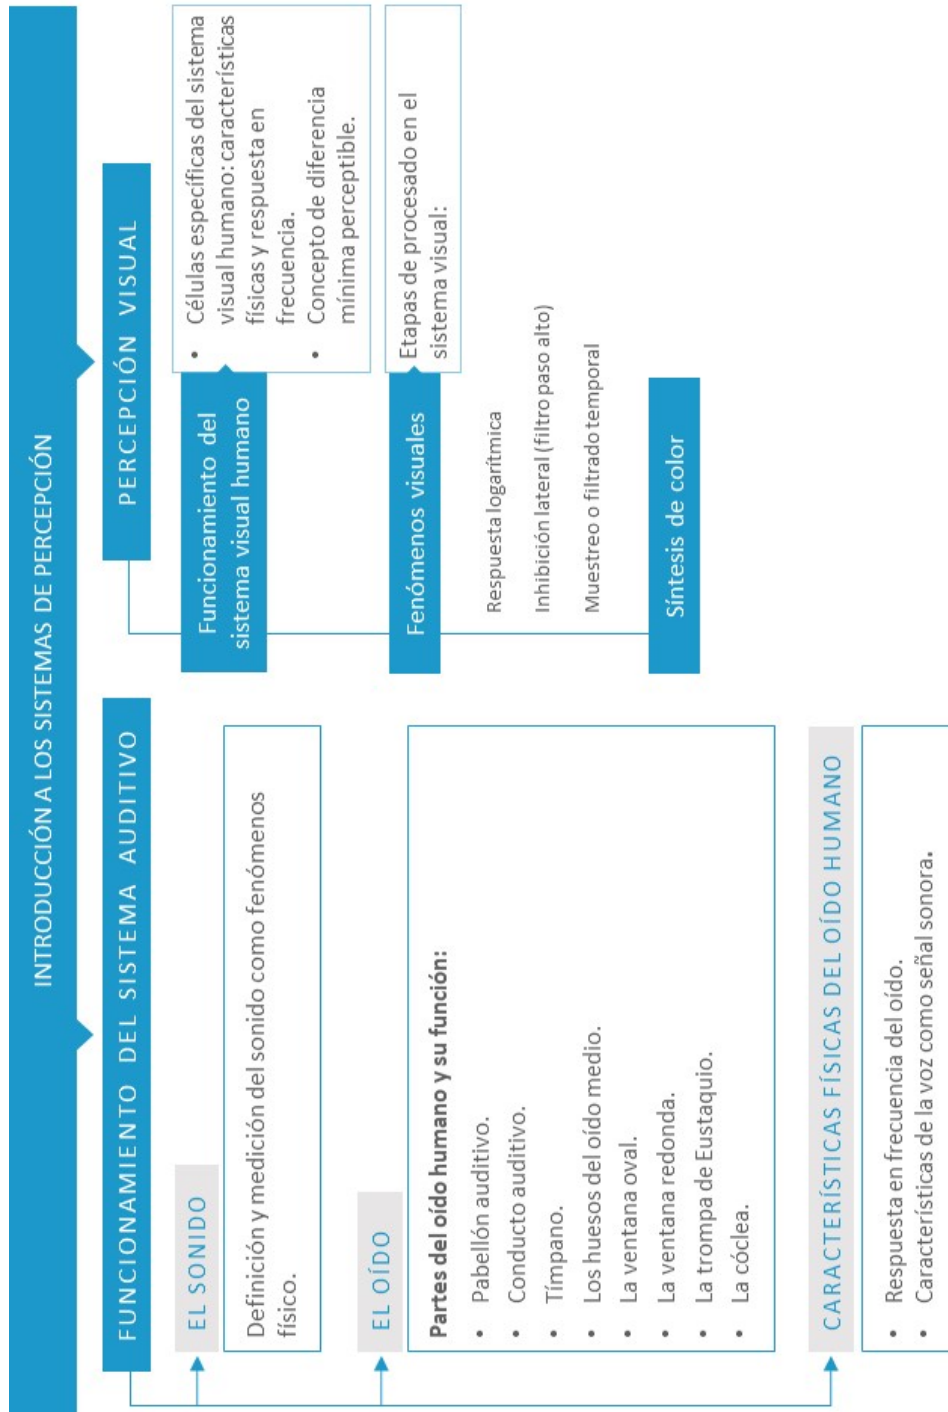 INTRODUCCIÓN A LOS SISTEMAS DE PERCEPCIÓN
FUNCIONAMIENTO DEL SISTEMA AUDITIVO
EL SONIDO
Definición y medición del sonido como fenómenos
físico.
EL OÍDO
Partes del oído humano y su función:
• Pabellón auditivo.
• Conducto auditivo.
• Tímpano.
• Los huesos del oído medio.
• La ventana oval.
• La ventana redonda.
• La trompa de Eustaquio.
• La cóclea.
CARACTERÍSTICAS FÍSICAS DEL OÍDO HUMANO
• Respuesta en frecuencia del oído.
• Características de la voz como señal sonora.
PERCEPCIÓN VISUAL
Funcionamiento del
sistema visual humano
• Células específicas del sistema
visual humano: características
físicas y respuesta en
frecuencia.
• Concepto de diferencia
mínima perceptible.
Fenómenos visuales
Etapas de procesado en el
sistema visual:
Respuesta logarítmica
Inhibición lateral (filtro paso alto)
Muestreo o filtrado temporal
Síntesis de color